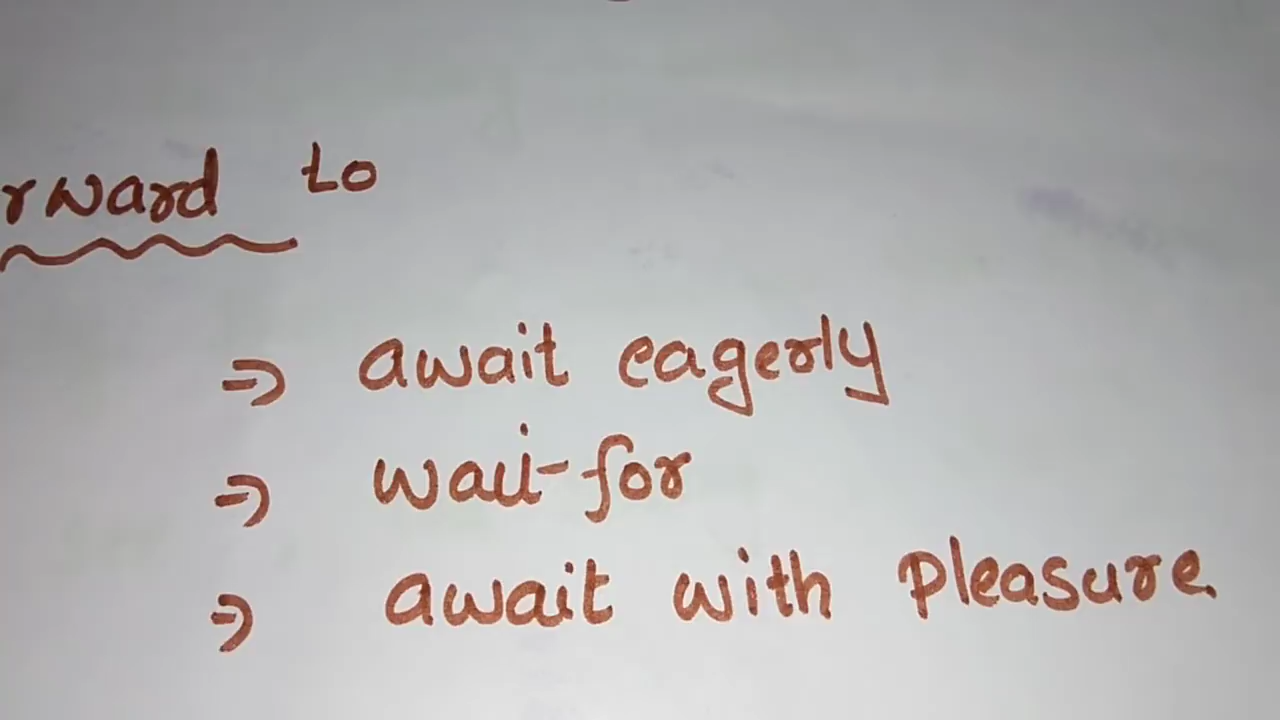 rward to
=) await eagerly
=) wait for
=) await with pleasure